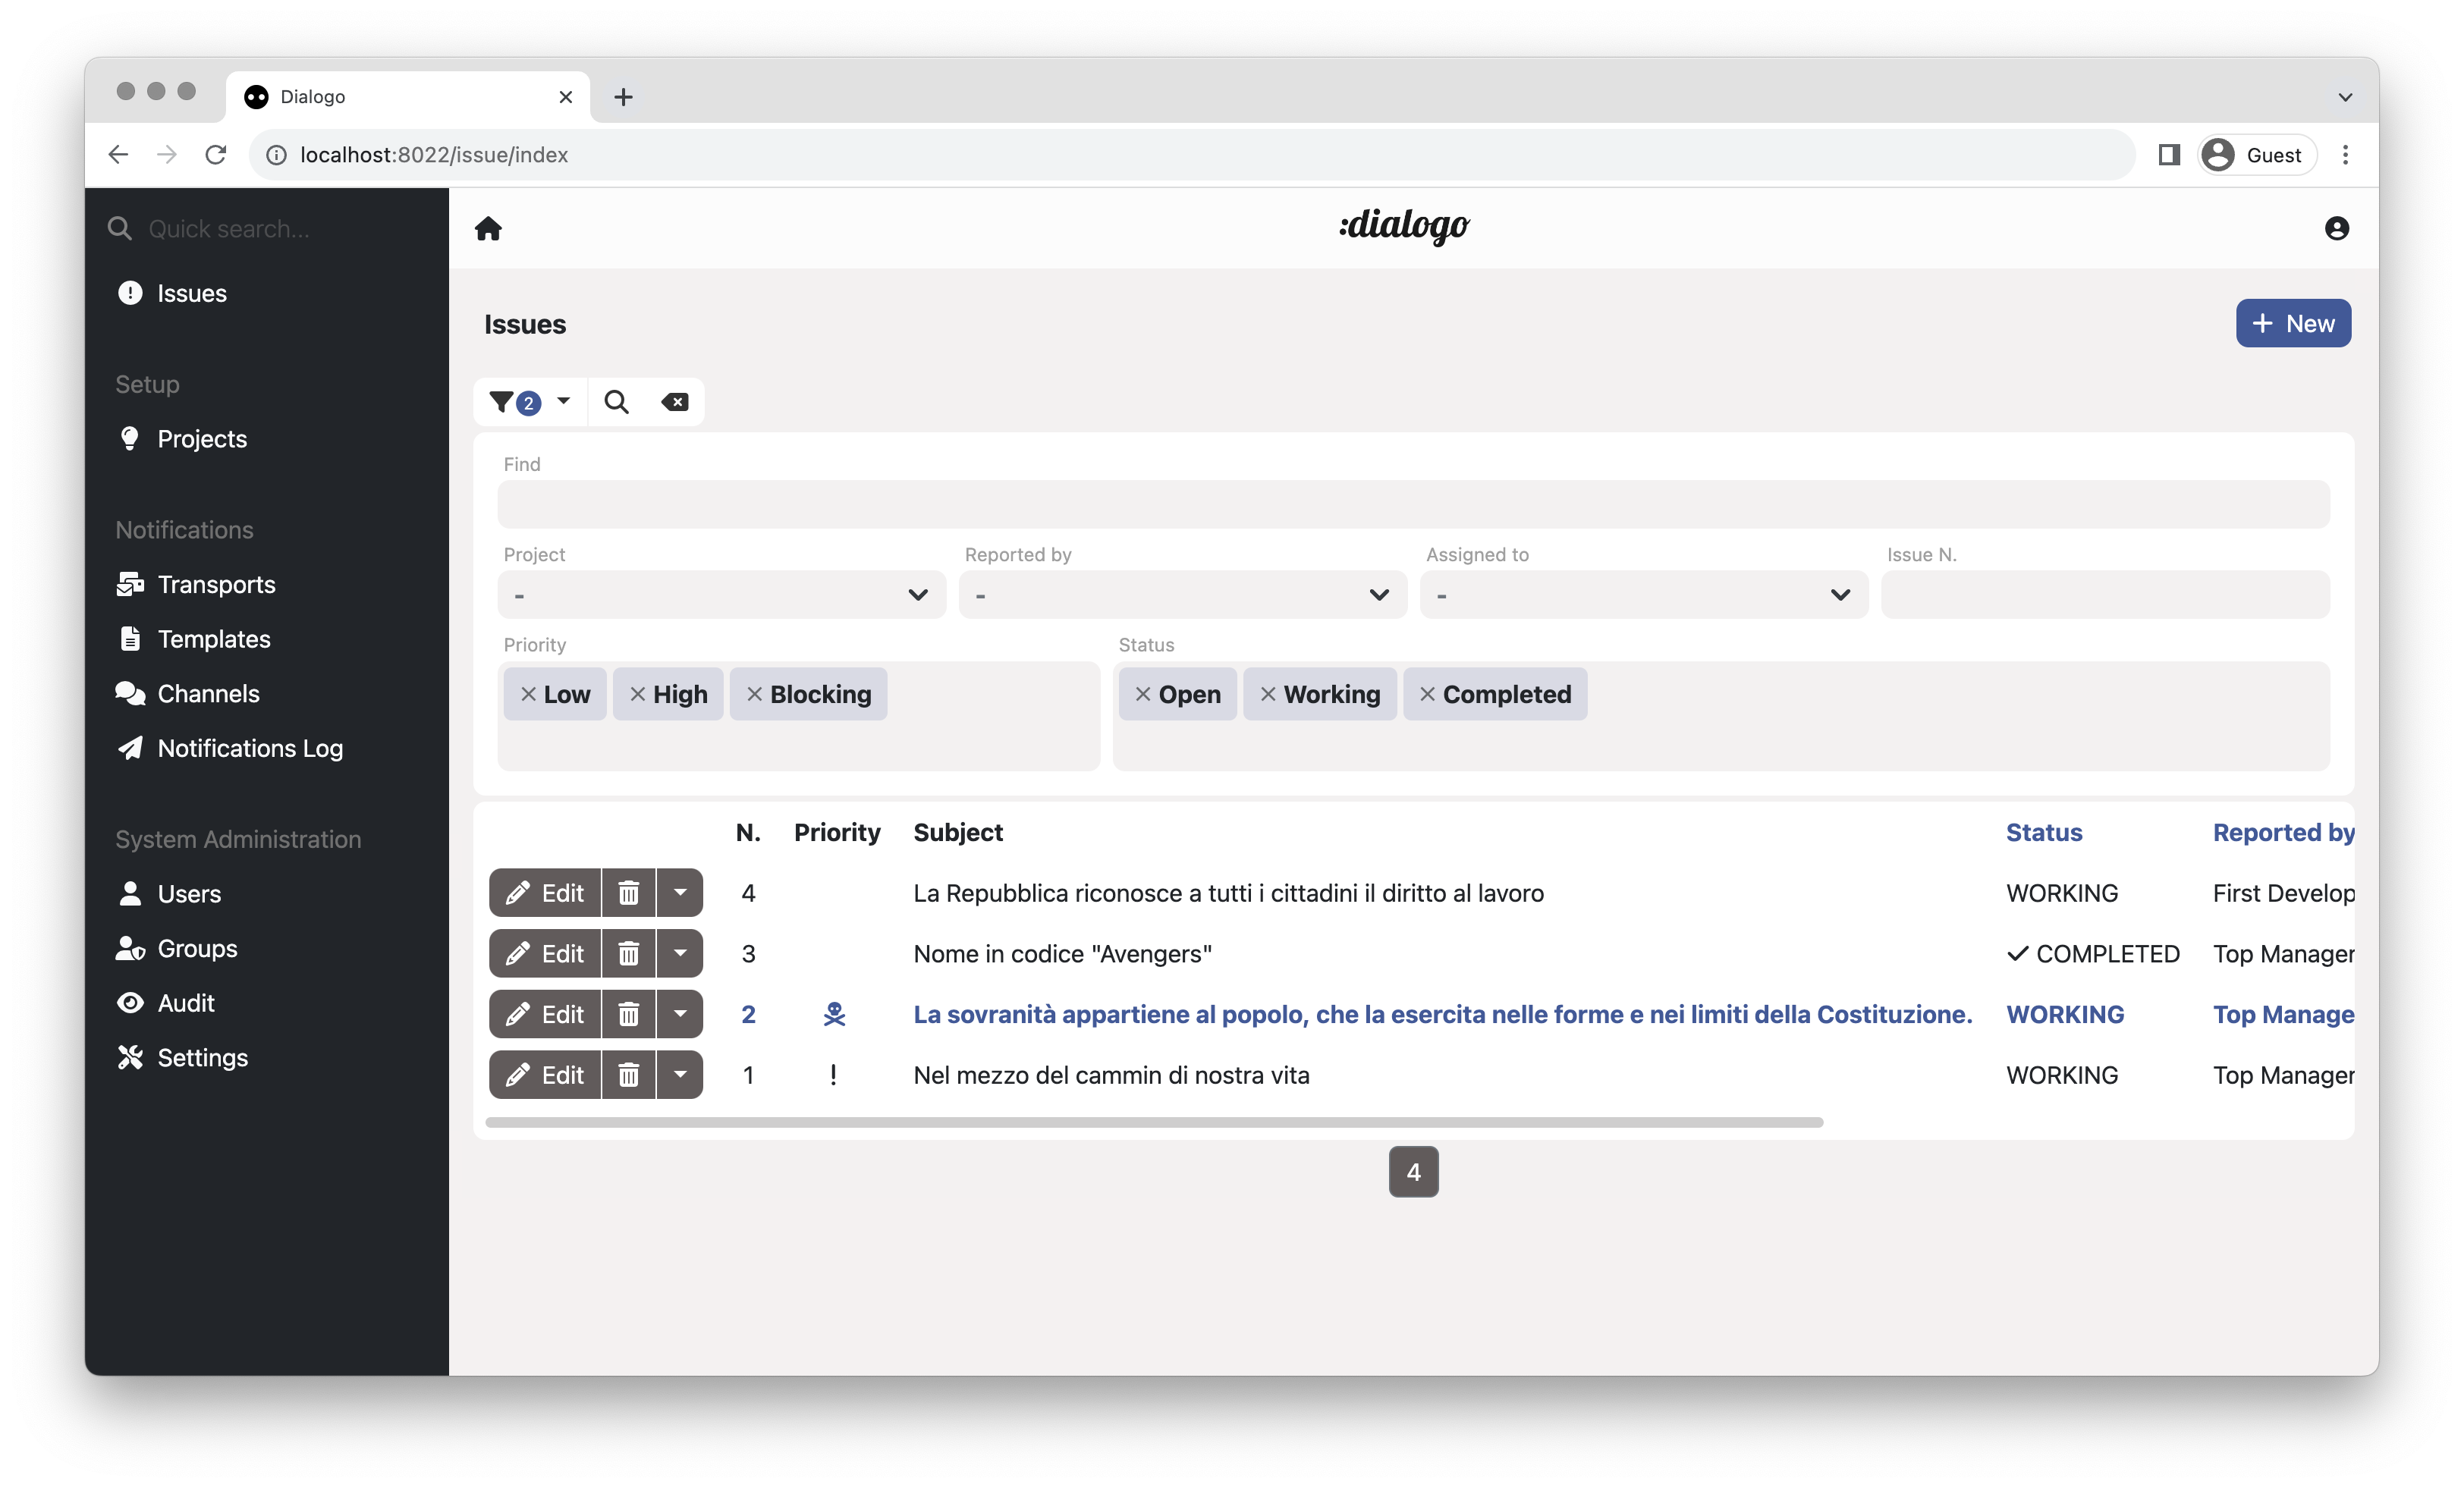 Dialogo
localhost:8022/issue/index
Guest
Quick search...
:dialogo
Issues
Setup
Projects
Notifications
Transports
Templates
Channels
Notifications Log
System Administration
Users
Groups
Audit
Settings
Issues
+ New
2
Find
Project Reported by Assigned to Issue N.
- - -
Priority Status
× Low × High × Blocking × Open × Working × Completed
N. Priority Subject Status Reported by
Edit 4 La Repubblica riconosce a tutti i cittadini il diritto al lavoro WORKING First Develop
Edit 3 Nome in codice "Avengers" ✓ COMPLETED Top Manager
Edit 2 La sovranità appartiene al popolo, che la esercita nelle forme e nei limiti della Costituzione. WORKING Top Manage
Edit 1 ! Nel mezzo del cammin di nostra vita WORKING Top Manager
4